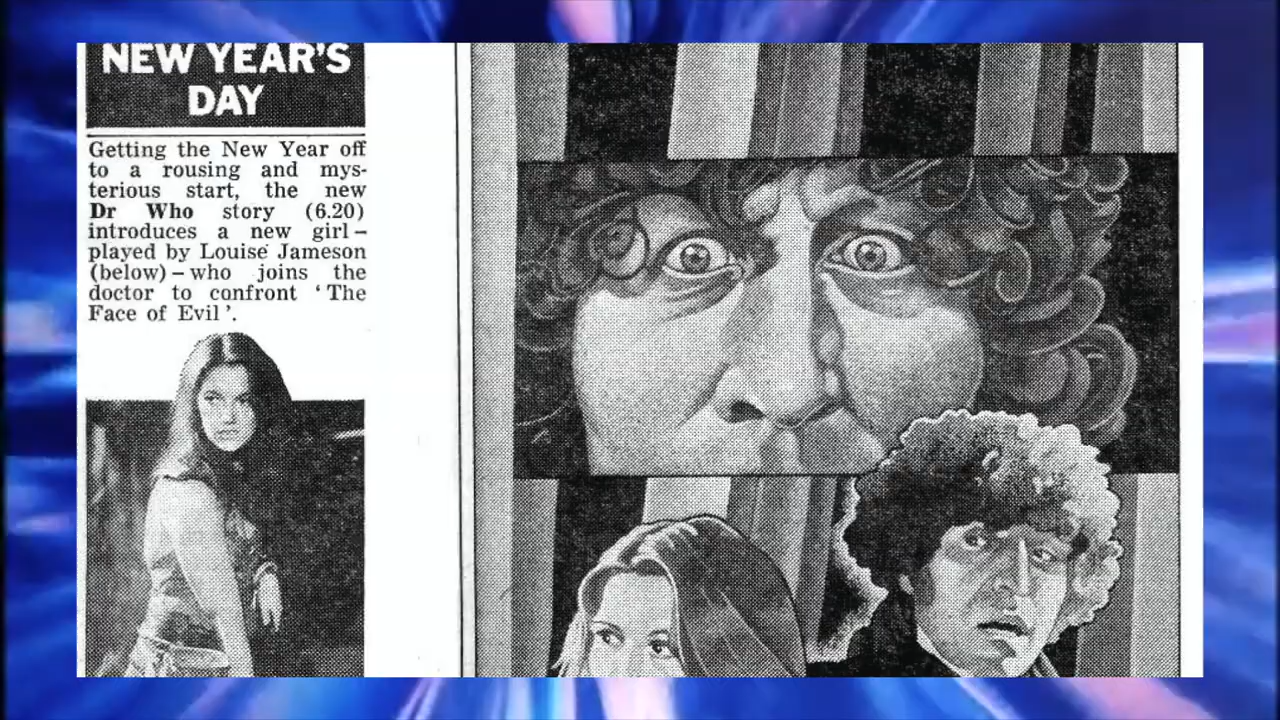 NEW YEAR'S
DAY
Getting the New Year off
to a rousing and mys-
terious start, the new
Dr Who story (6.20)
introduces a new girl–
played by Louise Jameson
(below)–who joins the
doctor to confront ‘The
Face of Evil’.